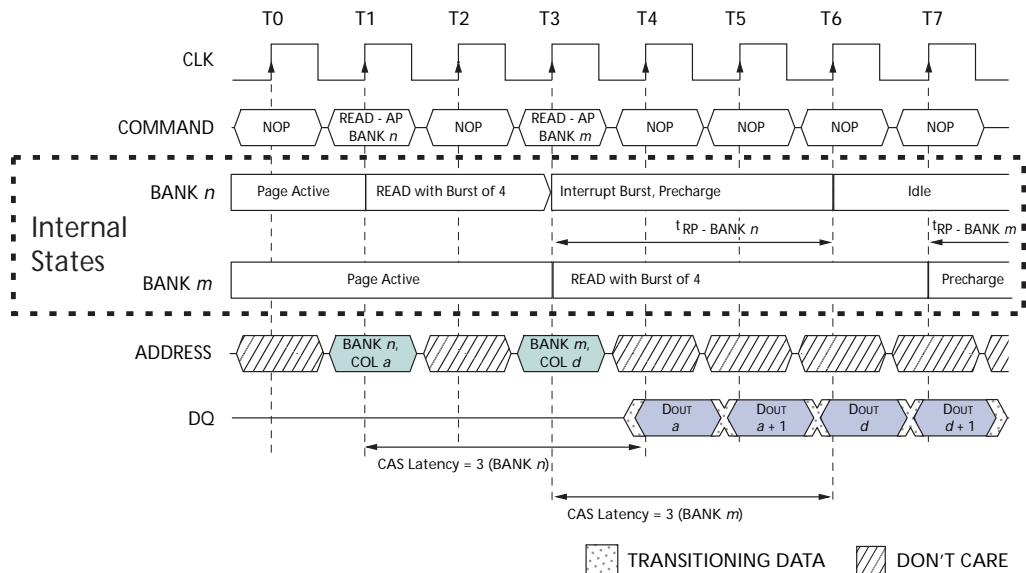 T0 T1 T2 T3 T4 T5 T6 T7
CLK
COMMAND NOP READ - AP BANK n NOP READ - AP BANK m NOP NOP NOP NOP
Internal States
BANK n Page Active READ with Burst of 4 Interrupt Burst, Precharge Idle
tRP - BANK n tRP - BANK m
BANK m Page Active READ with Burst of 4 Precharge
ADDRESS BANK n, COL a BANK m, COL d
DQ DOUT a DOUT a + 1 DOUT d DOUT d + 1
CAS Latency = 3 (BANK n)
CAS Latency = 3 (BANK m)
TRANSITIONING DATA DON'T CARE